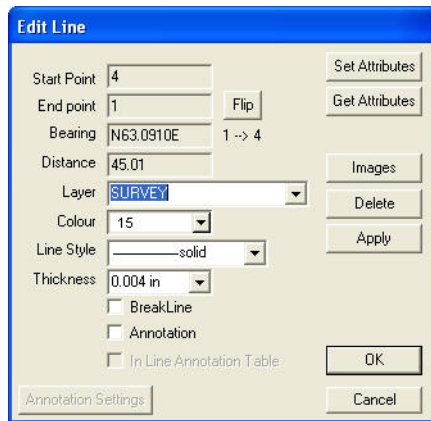 Edit Line
Start Point 4
Set Attributes
End point 1 Flip
Get Attributes
Bearing N63.0910E 1 --> 4
Distance 45.01
Images
Layer SURVEY
Delete
Colour 15
Apply
Line Style solid
Thickness 0.004 in
BreakLine
Annotation
In Line Annotation Table
OK
Annotation Settings
Cancel